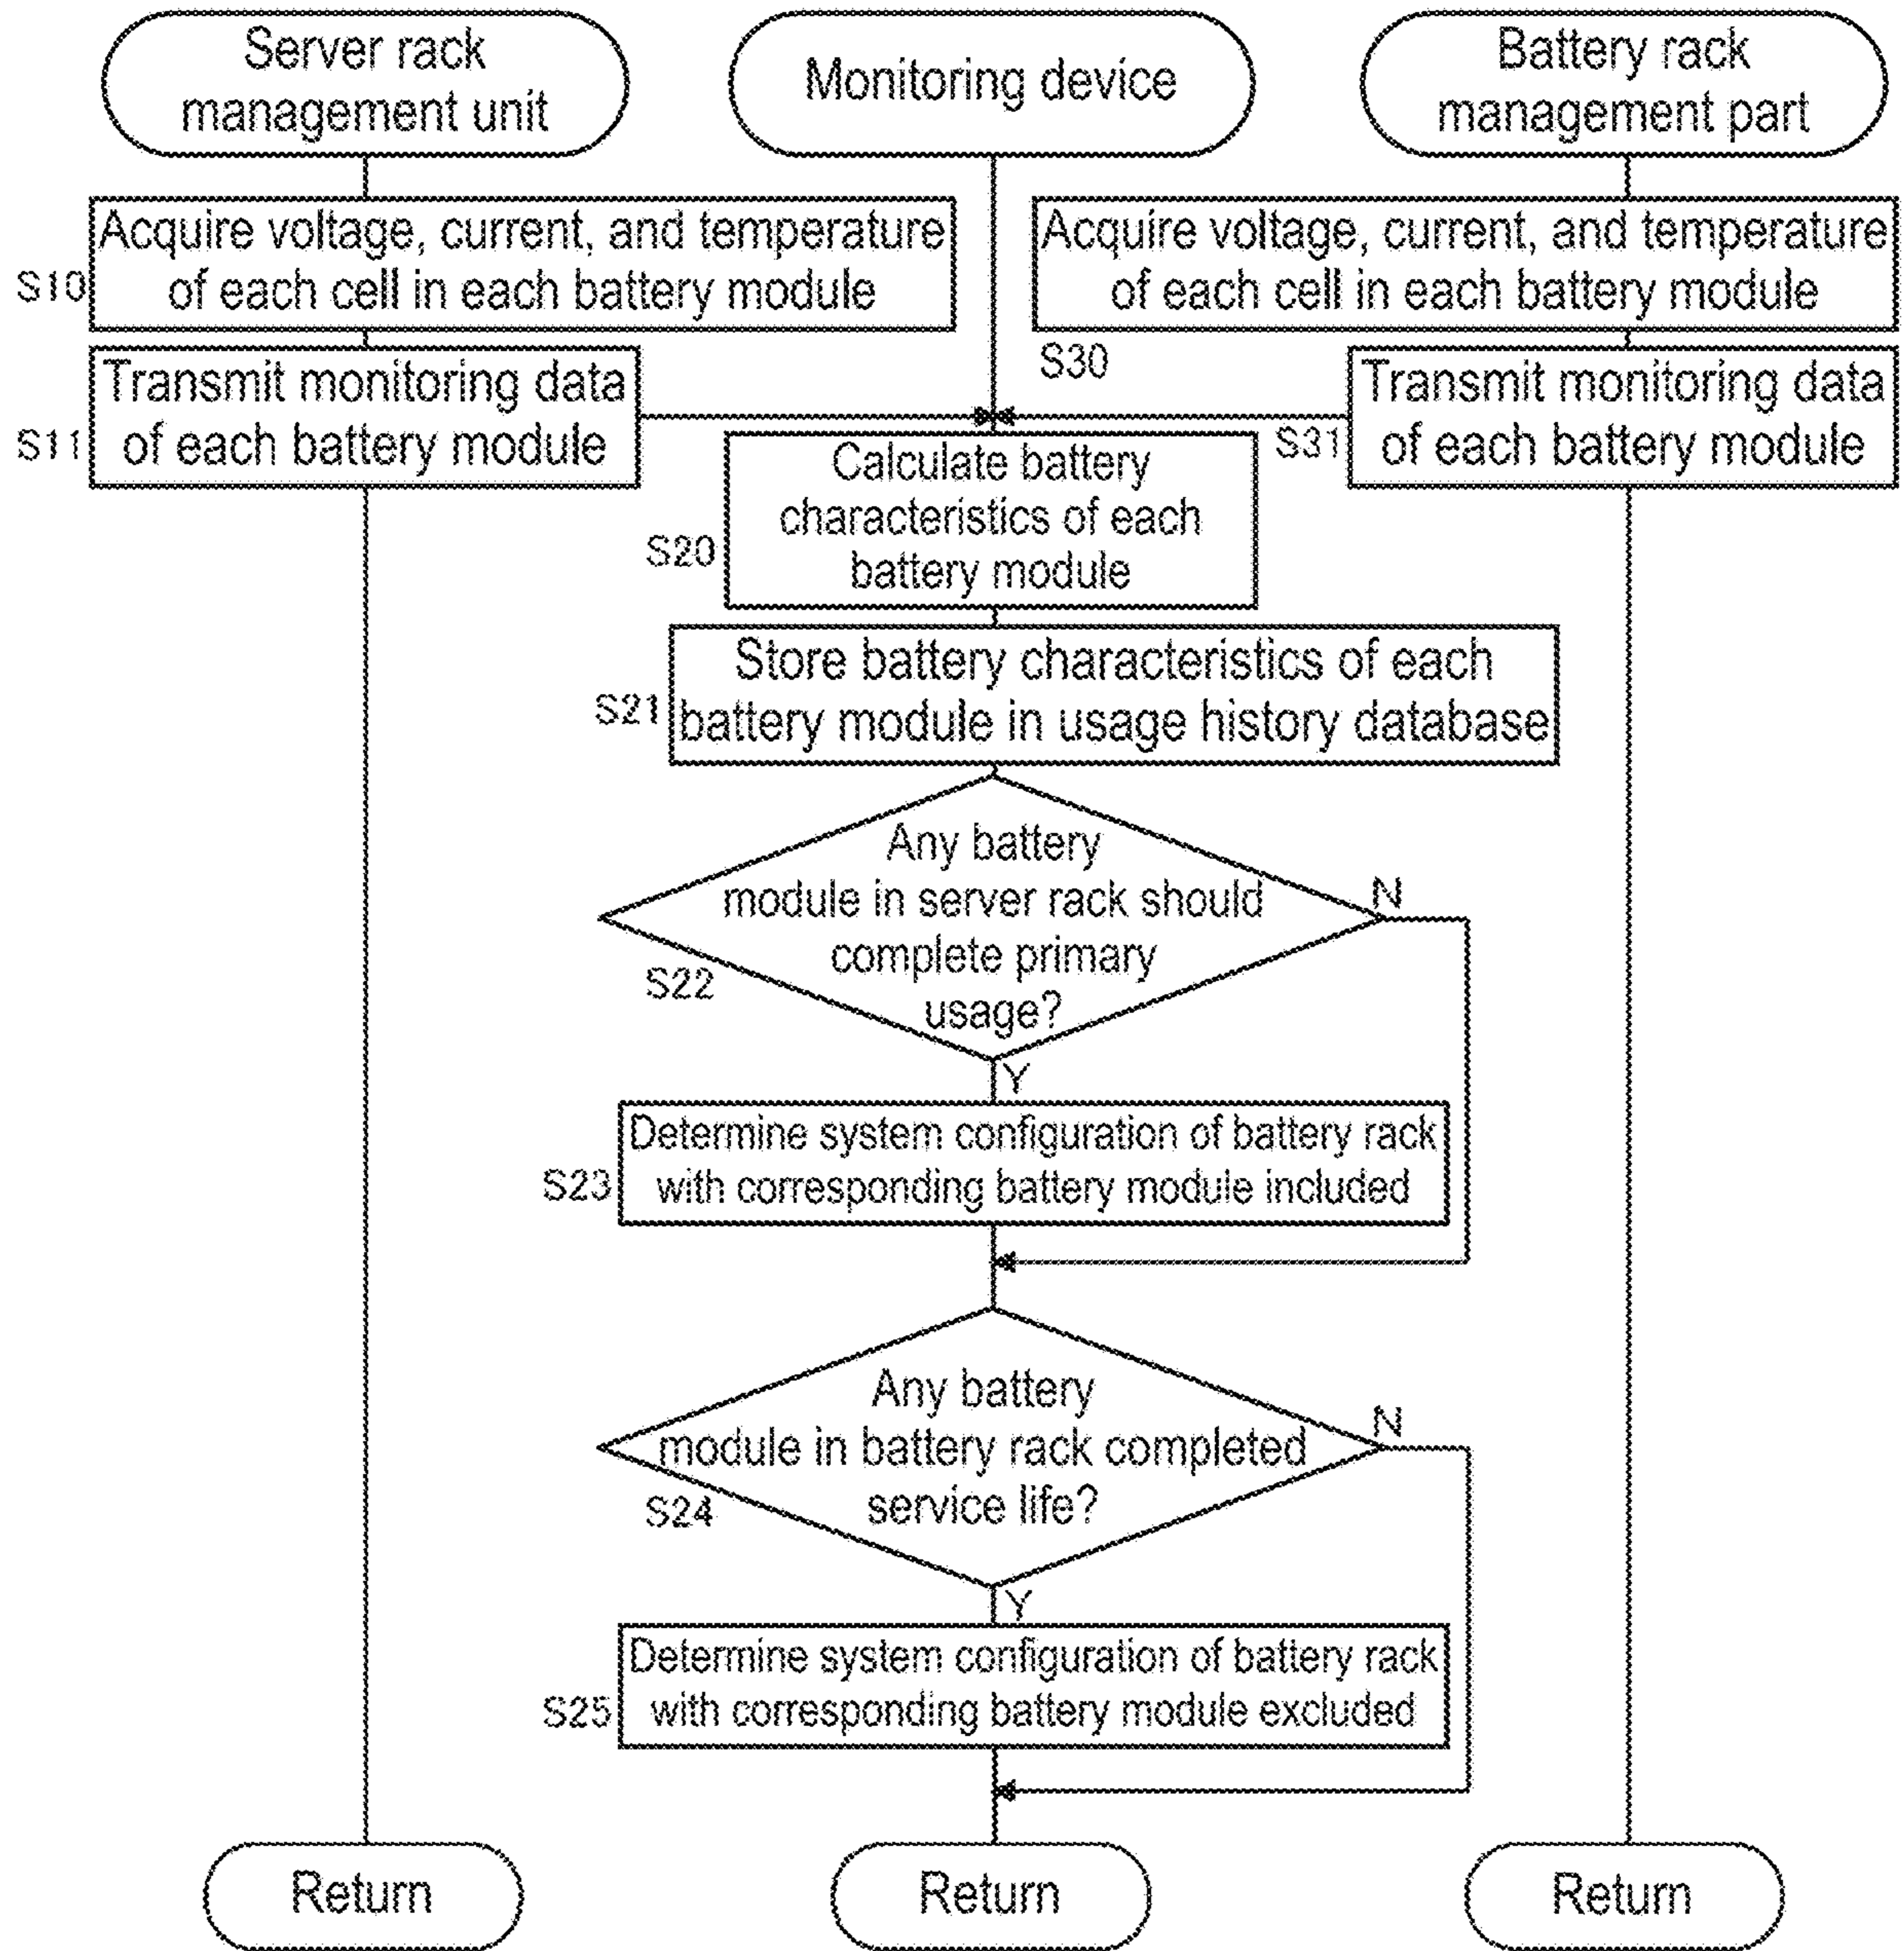 Server rack
management unit
Monitoring device
Battery rack
management part
Acquire voltage, current, and temperature
of each cell in each battery module
S10
Acquire voltage, current, and temperature
of each cell in each battery module
S30
Transmit monitoring data
of each battery module
S11
Transmit monitoring data
of each battery module
S31
Calculate battery
characteristics of each
battery module
S20
Store battery characteristics of each
battery module in usage history database
S21
Any battery
module in server rack should
complete primary
usage?
S22
N
Y
Determine system configuration of battery rack
with corresponding battery module included
S23
Any battery
module in battery rack completed
service life?
S24
N
Y
Determine system configuration of battery rack
with corresponding battery module excluded
S25
Return
Return
Return